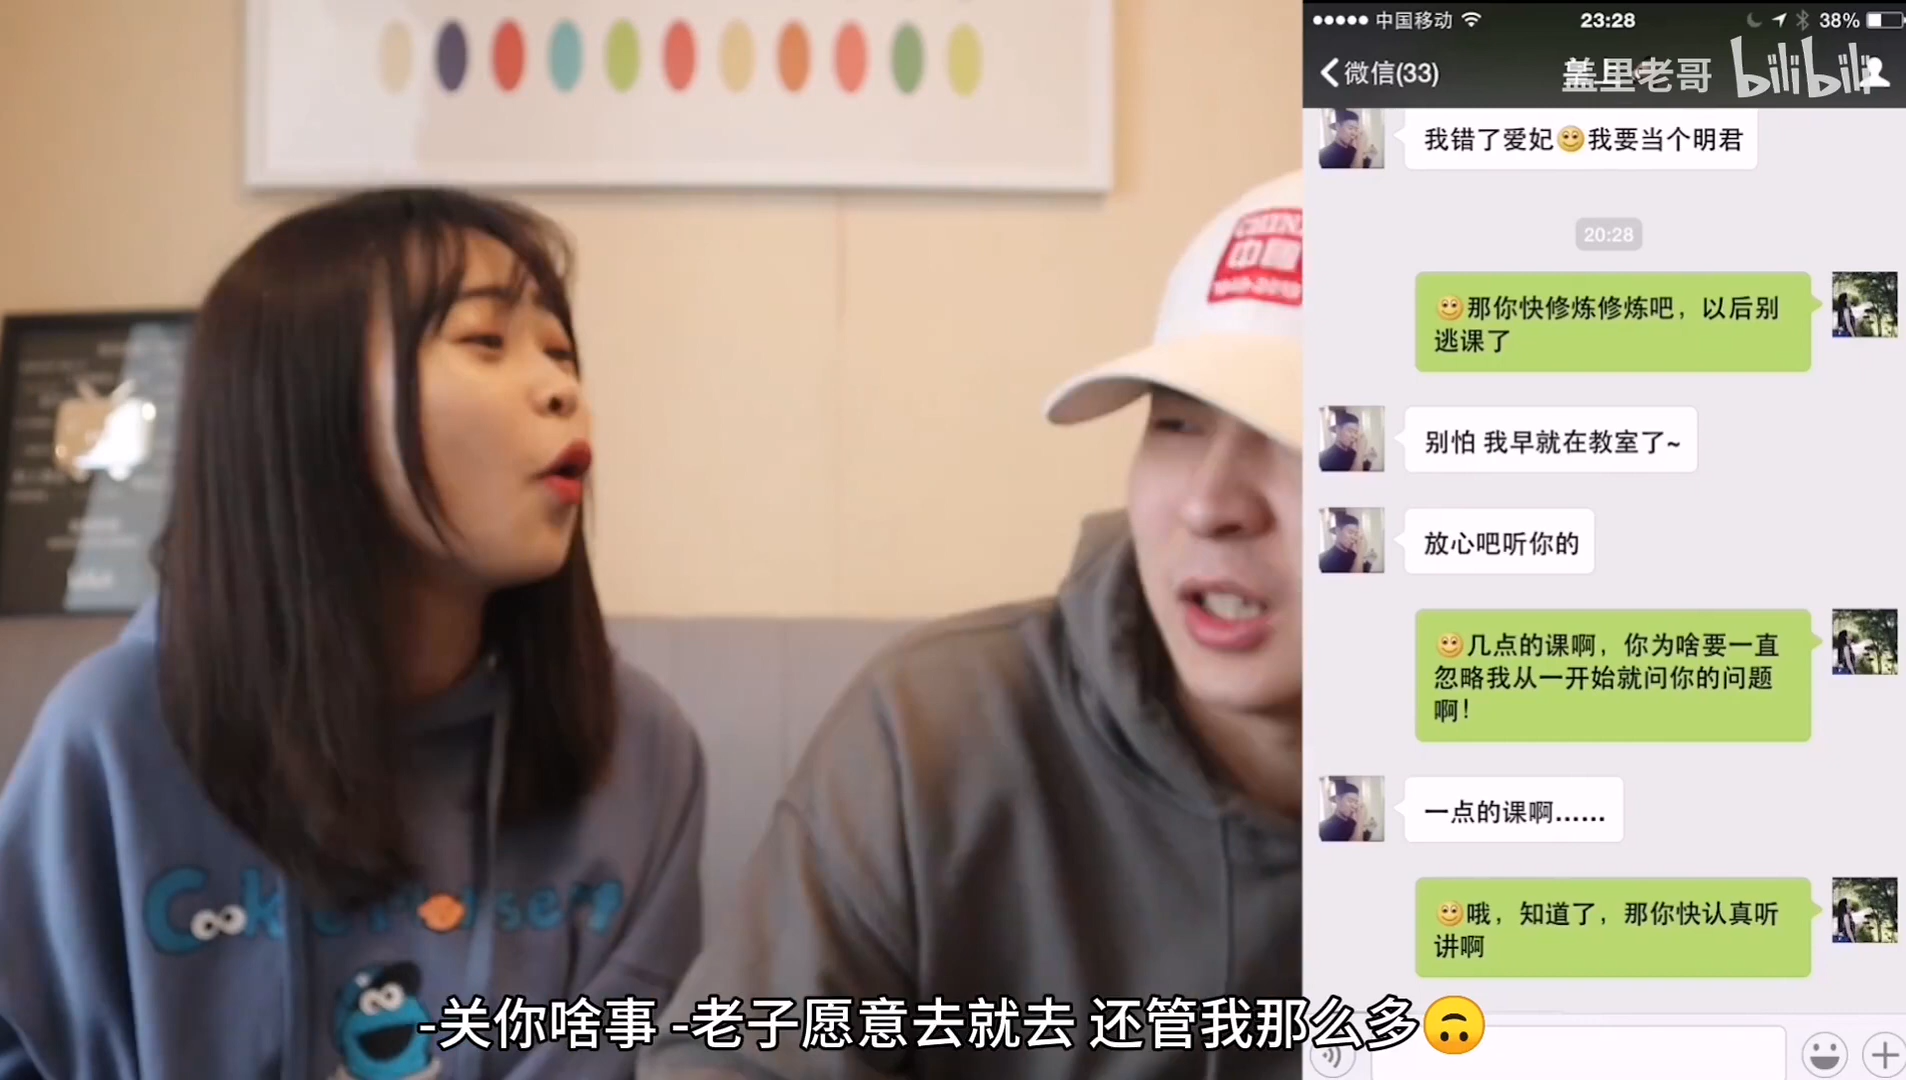 中国移动
23:28
38%
微信(33)
盖里老哥
bilibili
我错了爱妃😊我要当个明君
20:28
😊那你快修炼修炼吧，以后别
逃课了
别怕 我早就在教室了~
放心吧听你的
😊几点的课啊，你为啥要一直
忽略我从一开始就问你的问题
啊！
一点的课啊……
😊哦，知道了，那你快认真听
讲啊
CHINA
中國
-关你啥事 -老子愿意去就去 还管我那么多🙃